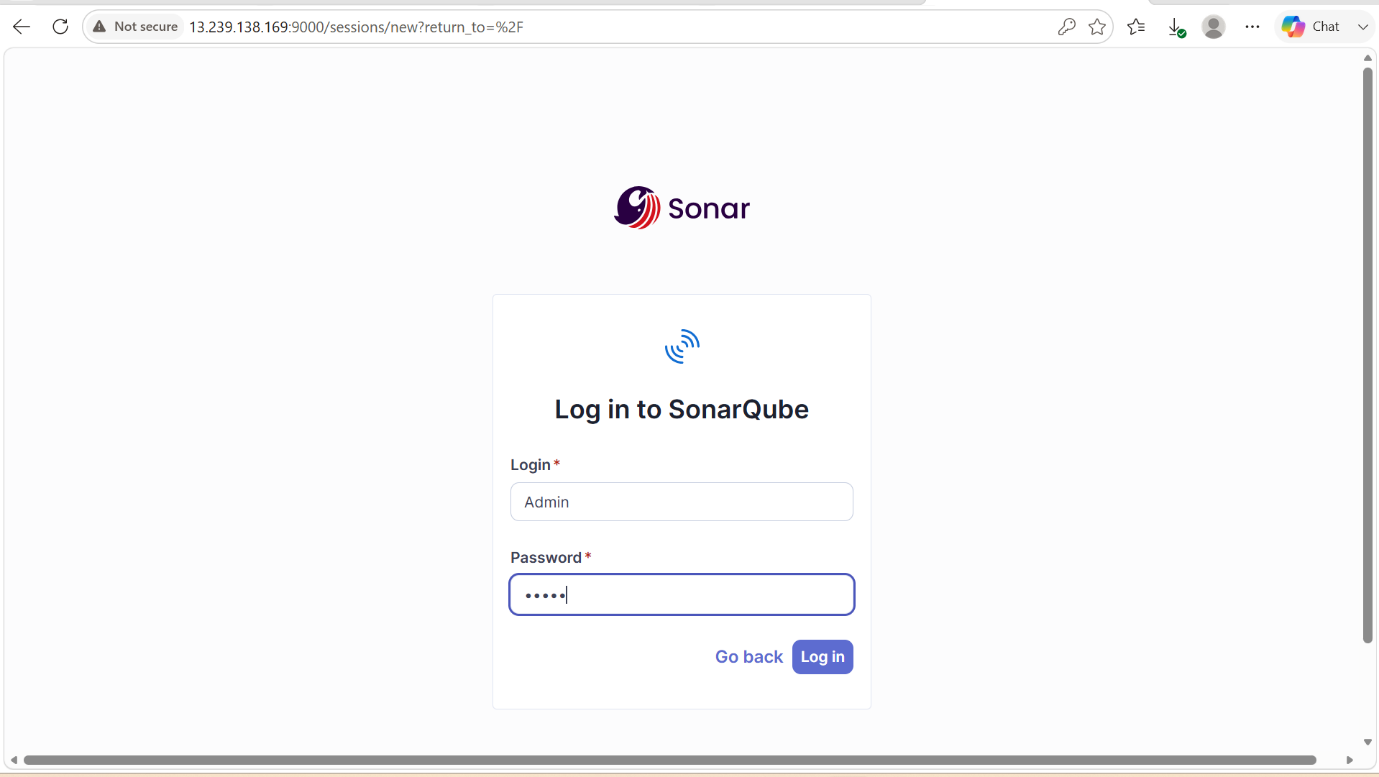 Not secure 13.239.138.169:9000/sessions/new?return_to=%2F
Chat
Sonar
Log in to SonarQube
Login *
Admin
Password *
•••••
Go back Log in